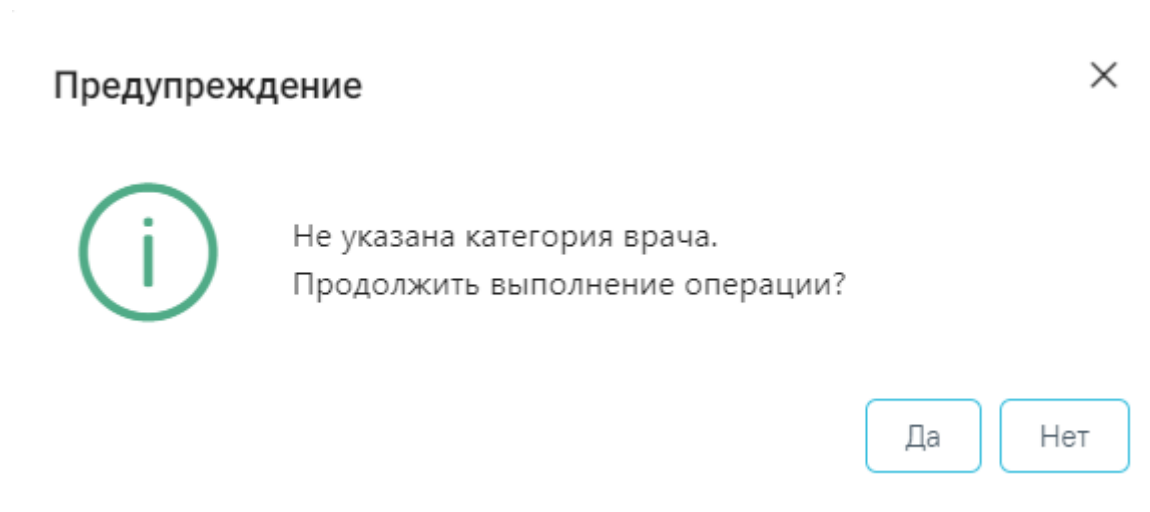 Предупреждение
Не указана категория врача.
Продолжить выполнение операции?
Да
Нет